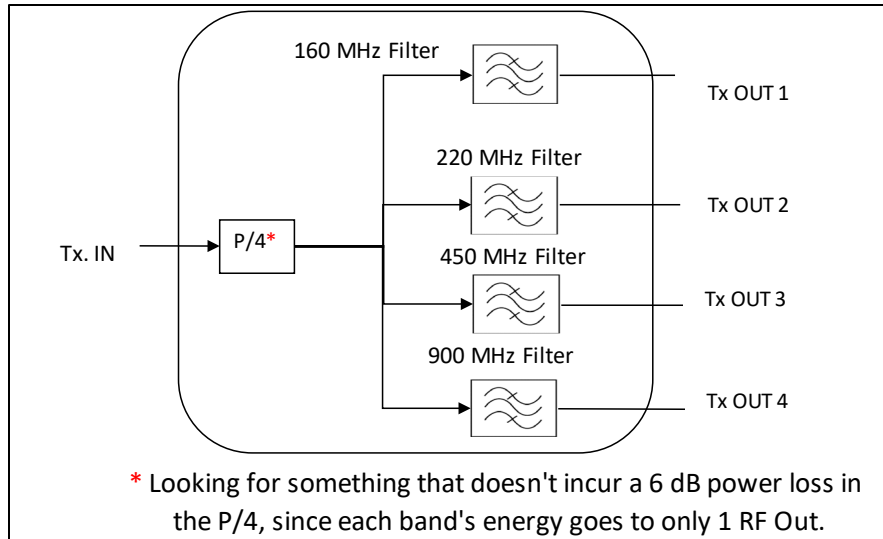 160 MHz Filter
Tx OUT 1
220 MHz Filter
Tx OUT 2
P/4*
Tx. IN
450 MHz Filter
Tx OUT 3
900 MHz Filter
Tx OUT 4
* Looking for something that doesn't incur a 6 dB power loss in
the P/4, since each band's energy goes to only 1 RF Out.